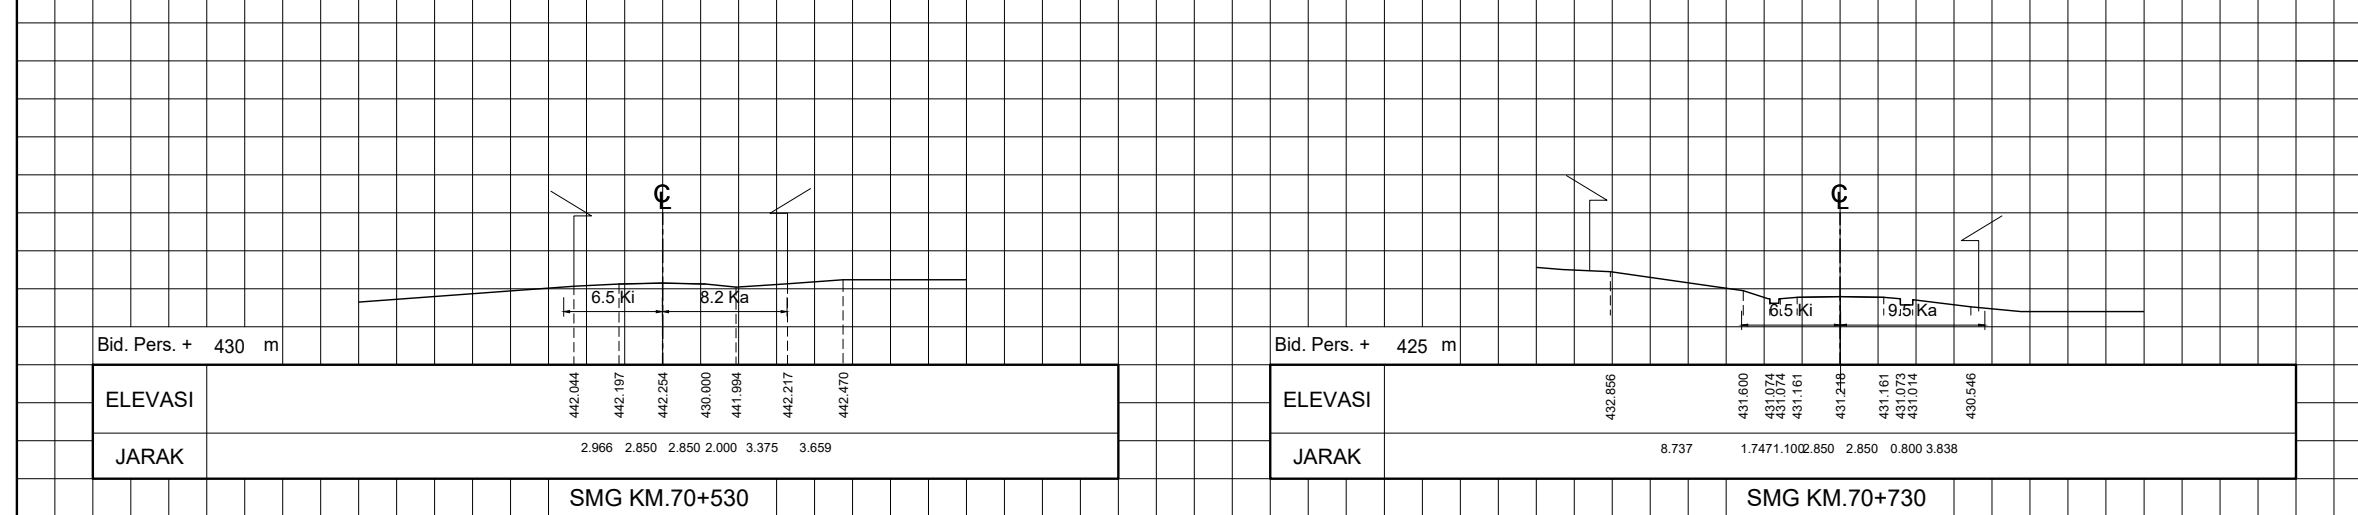 ℄
6.5 Ki 8.2 Ka
Bid. Pers. + 430 m
ELEVASI 442.044 442.197 442.254 430.000 441.994 442.217 442.470
JARAK 2.966 2.850 2.850 2.000 3.375 3.659
SMG KM.70+530
℄
6.5 Ki 9.5 Ka
Bid. Pers. + 425 m
ELEVASI 432.856 431.600 431.074 431.074 431.161 431.218 431.161 431.073 431.014 430.546
JARAK 8.737 1.747 1.100 2.850 2.850 0.800 3.838
SMG KM.70+730